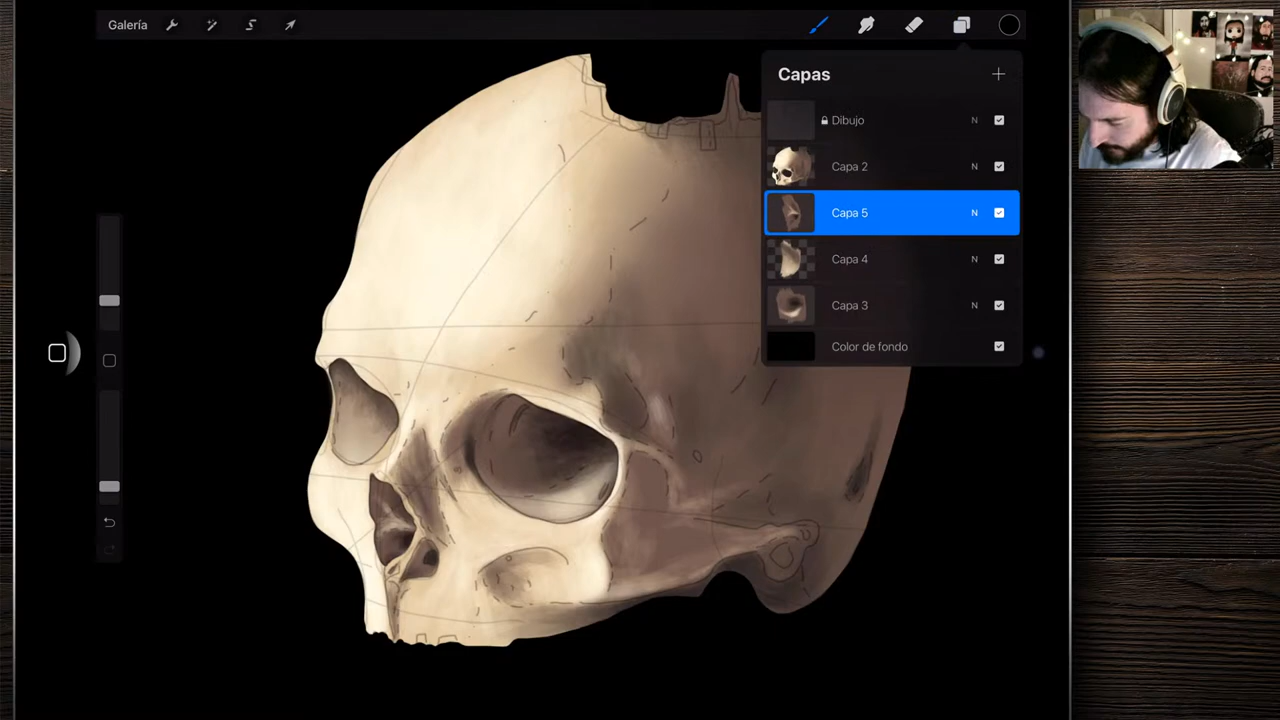 Galería
Capas
Dibujo N
Capa 2 N
Capa 5 N
Capa 4 N
Capa 3 N
Color de fondo